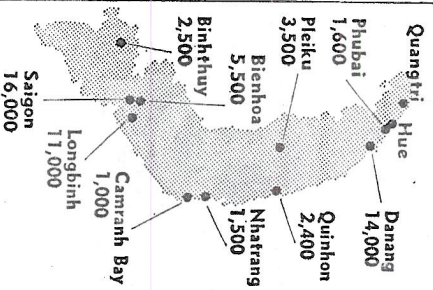 Quangtri
Hue
Phubai
1,600
Danang
14,000
Pleiku
3,500
Quinhon
2,400
Nhatrang
1,500
Camranh Bay
1,000
Bienhoa
5,500
Longbinh
11,000
Saigon
16,000
Binhthuy
2,500